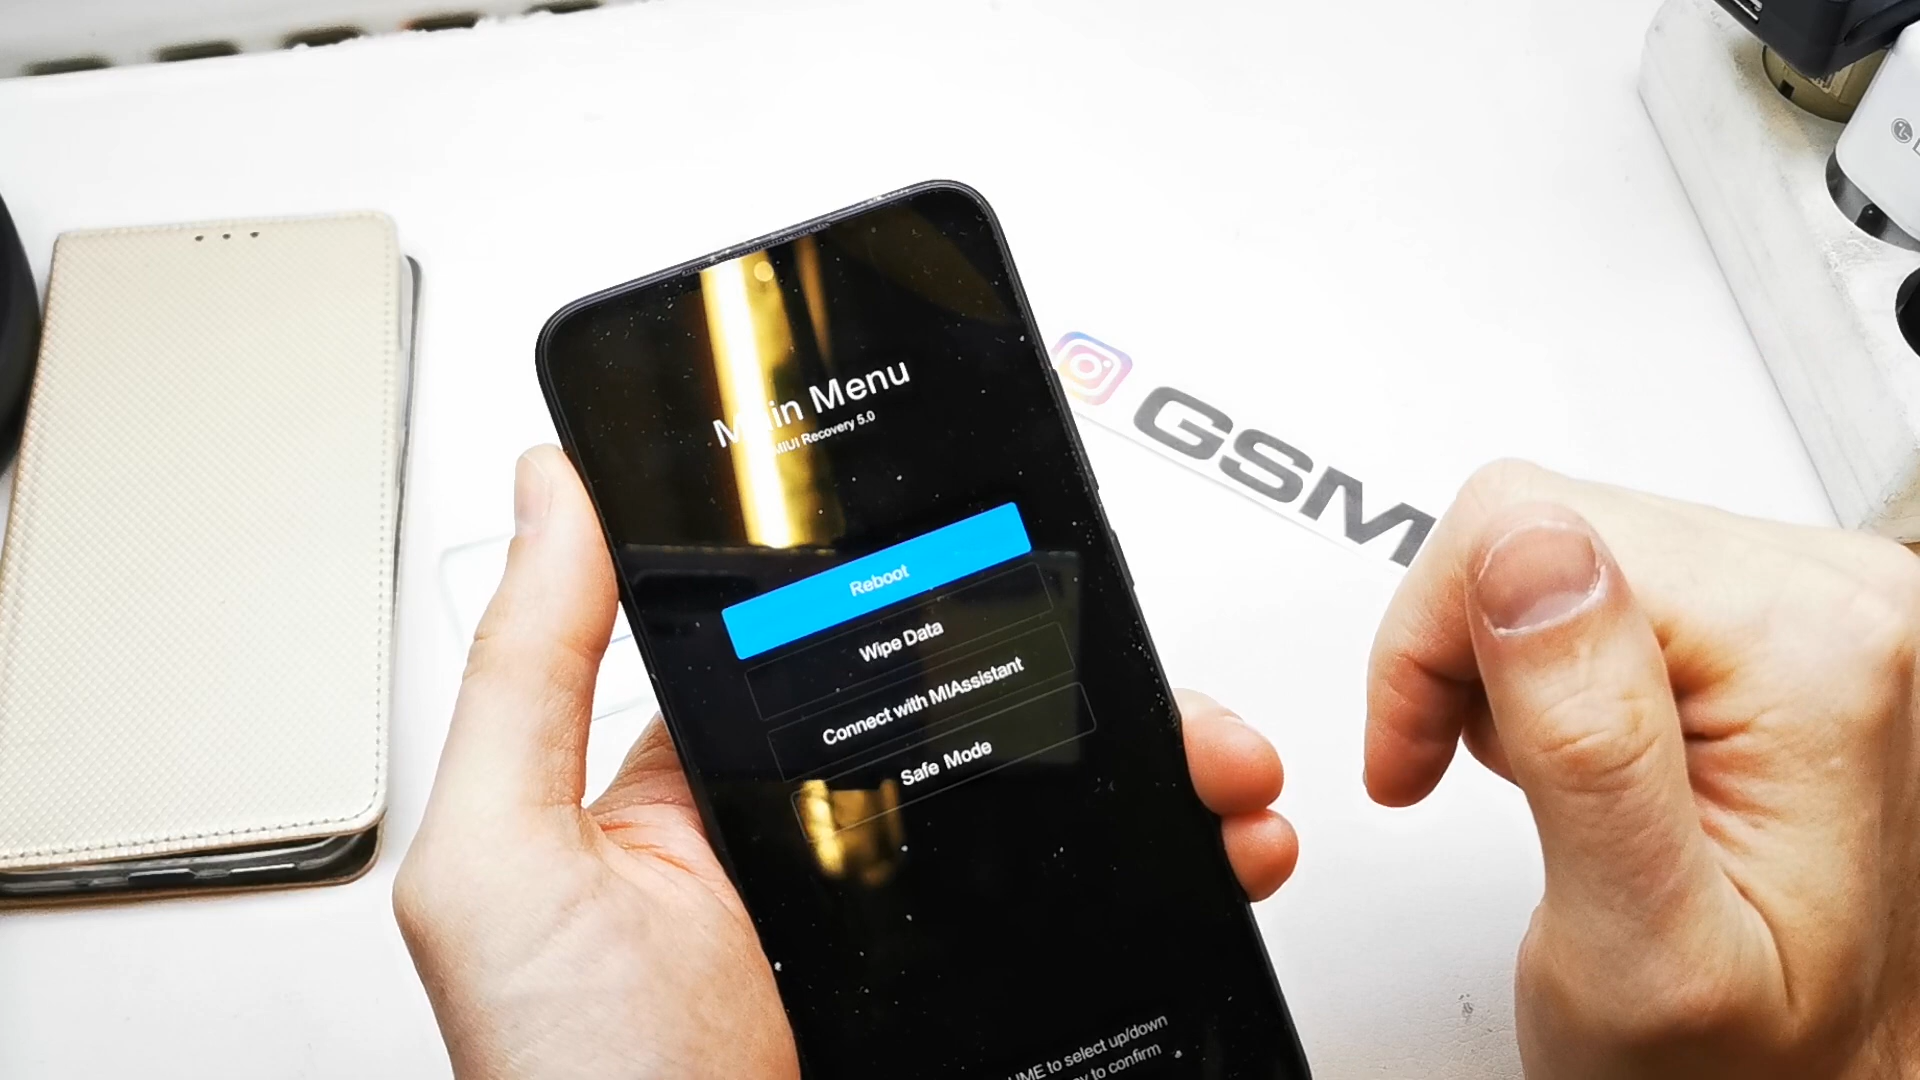 Main Menu
MIUI Recovery 5.0
Reboot
Wipe Data
Connect with MIAssistant
Safe Mode
to select up/down
to confirm
GSM